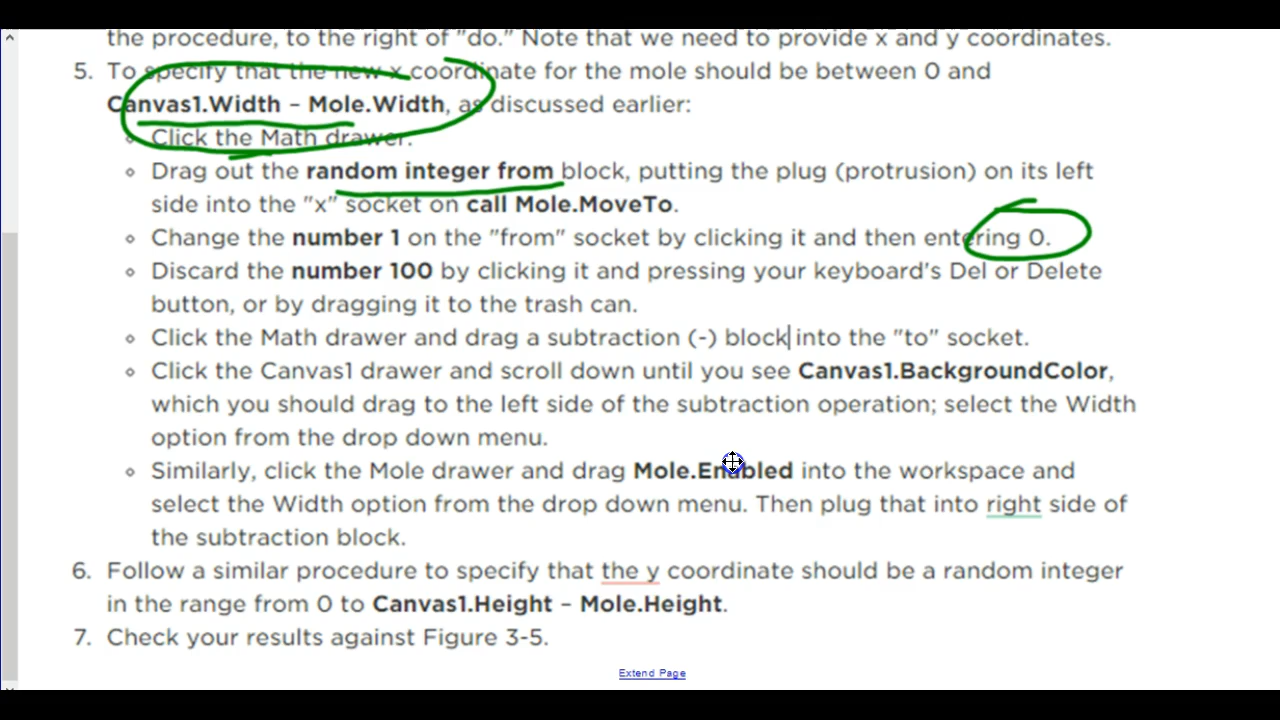 the procedure, to the right of "do." Note that we need to provide x and y coordinates.
5. To specify that the new x coordinate for the mole should be between 0 and
Canvas1.Width – Mole.Width, as discussed earlier:
Click the Math drawer.
Drag out the random integer from block, putting the plug (protrusion) on its left
side into the "x" socket on call Mole.MoveTo.
Change the number 1 on the "from" socket by clicking it and then entering 0.
Discard the number 100 by clicking it and pressing your keyboard's Del or Delete
button, or by dragging it to the trash can.
Click the Math drawer and drag a subtraction (-) block into the "to" socket.
Click the Canvas1 drawer and scroll down until you see Canvas1.BackgroundColor,
which you should drag to the left side of the subtraction operation; select the Width
option from the drop down menu.
Similarly, click the Mole drawer and drag Mole.Enabled into the workspace and
select the Width option from the drop down menu. Then plug that into right side of
the subtraction block.
6. Follow a similar procedure to specify that the y coordinate should be a random integer
in the range from 0 to Canvas1.Height – Mole.Height.
7. Check your results against Figure 3-5.
Extend Page